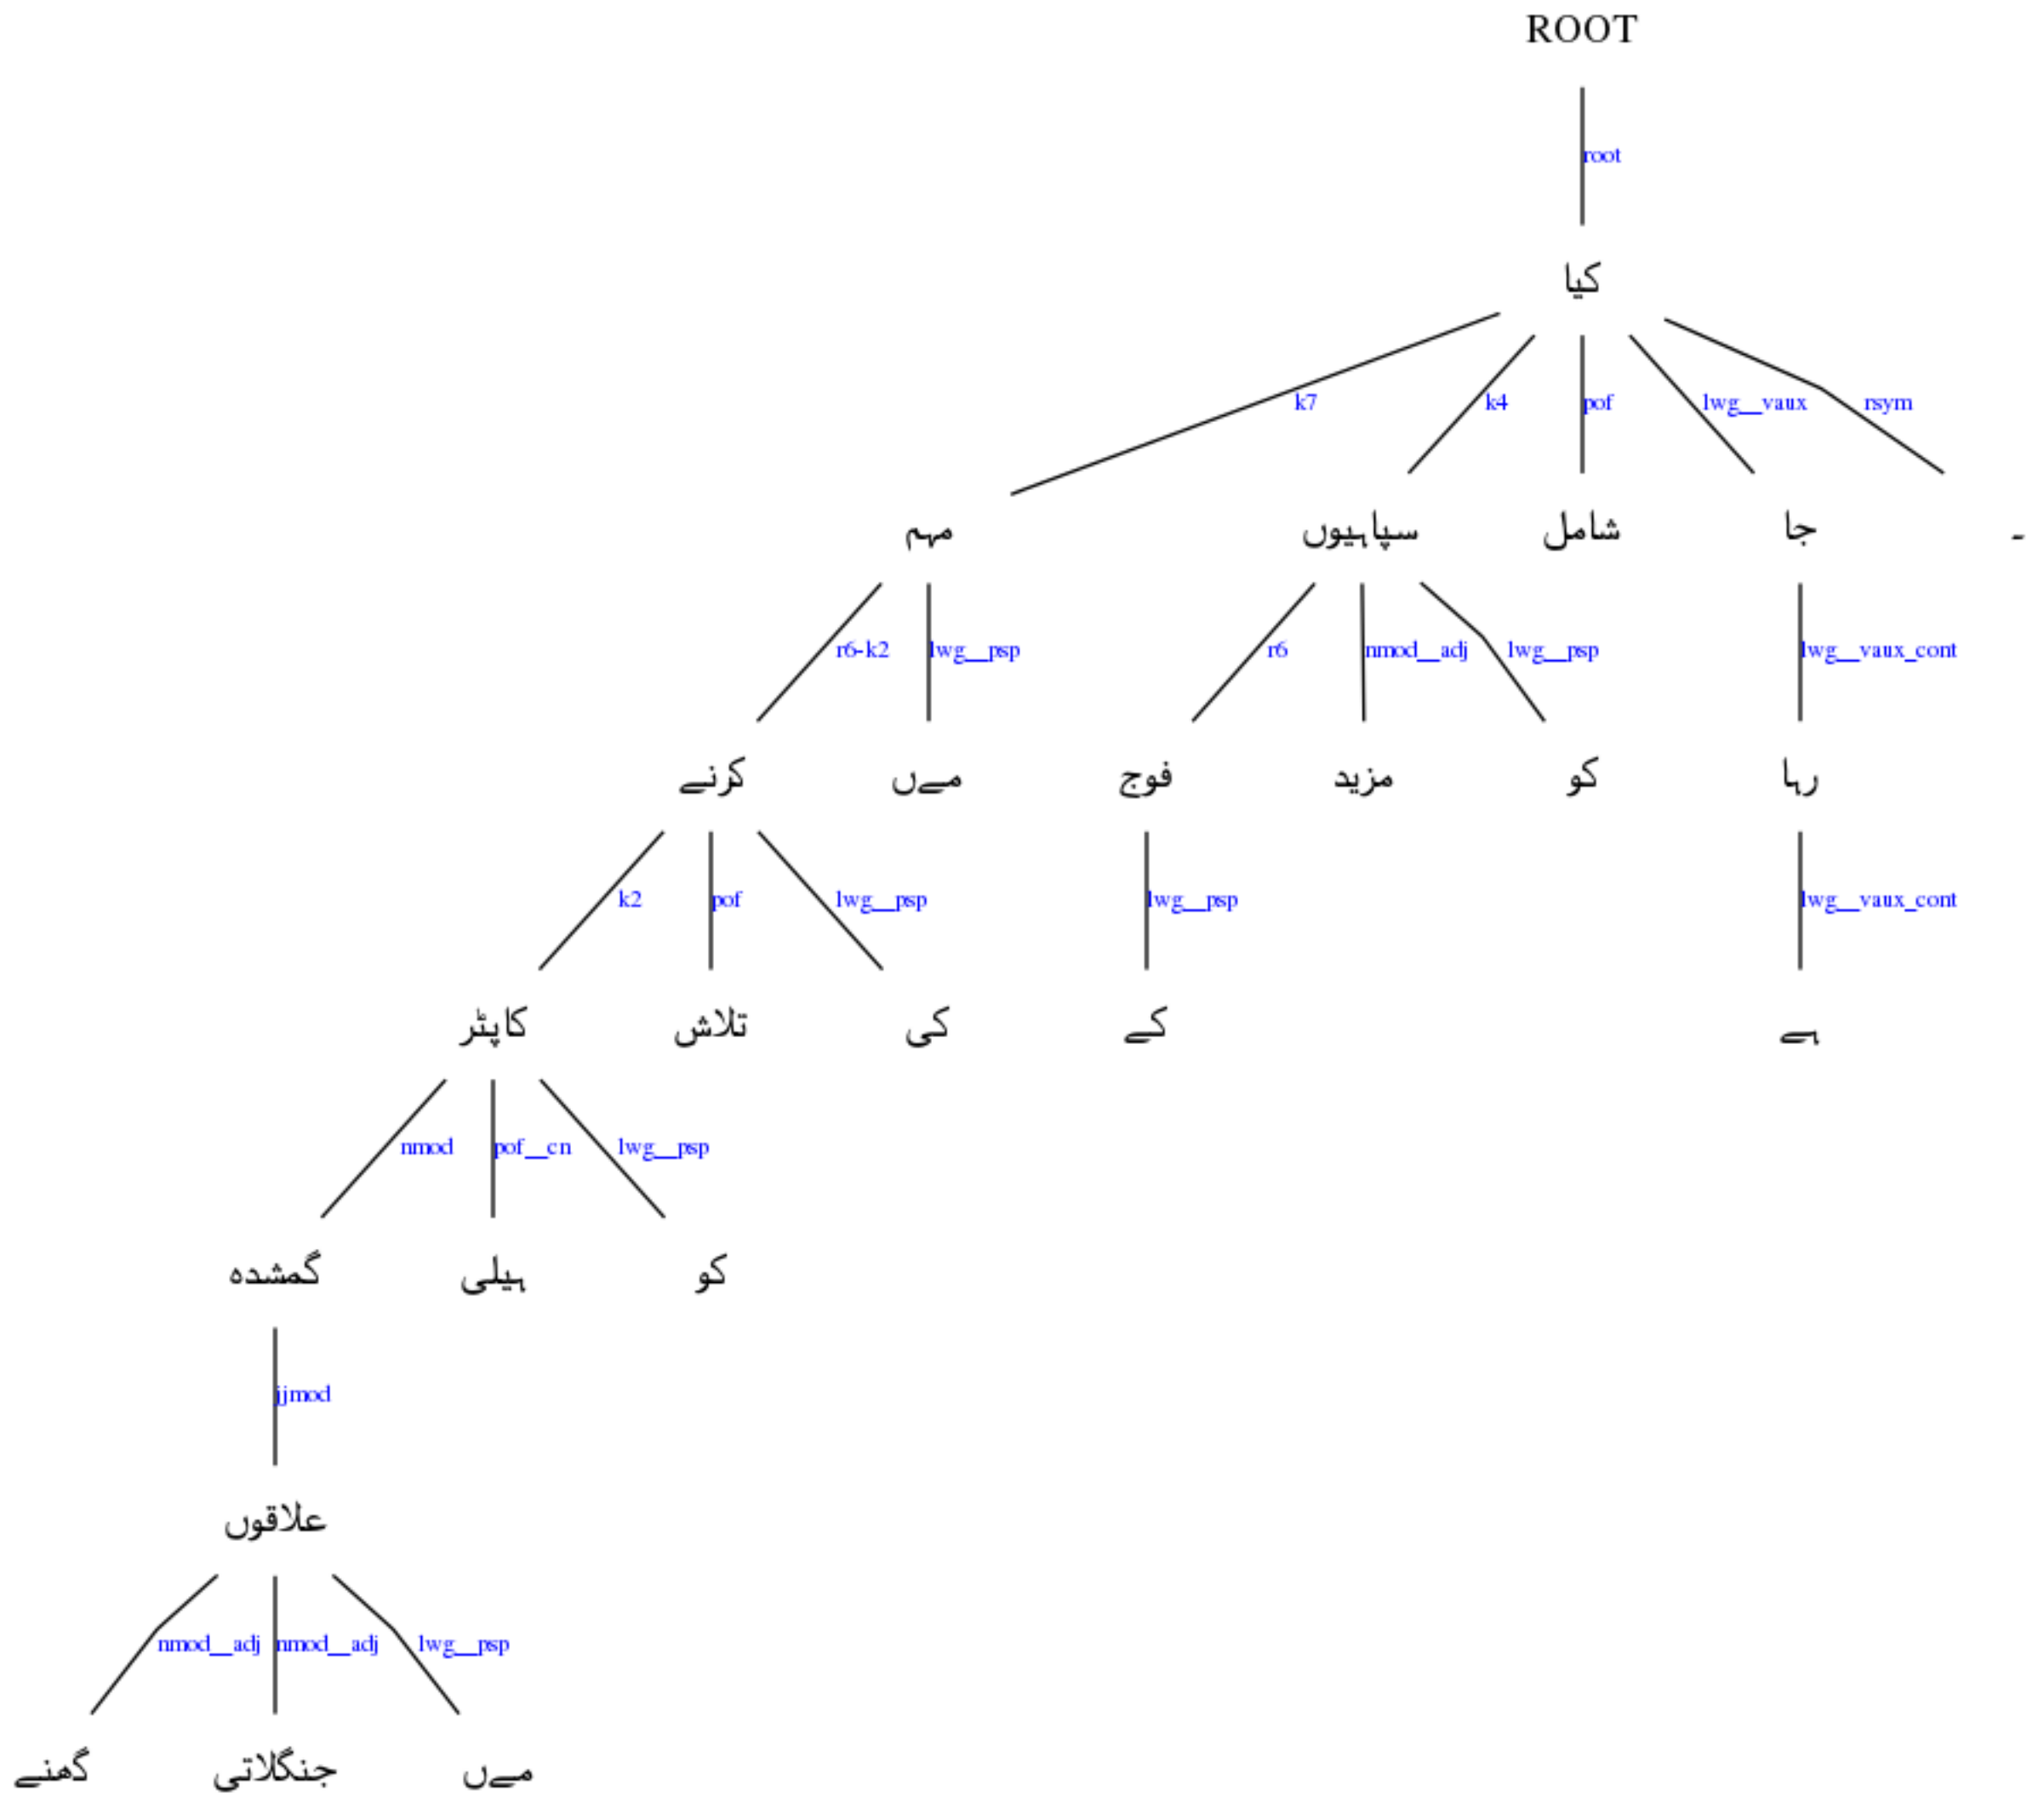 ROOT
root
کیا
k7 k4 pof lwg__vaux rsym
مہم سپاہیوں شامل جا ۔
r6-k2 lwg__psp r6 nmod__adj lwg__psp lwg__vaux_cont
کرنے مےں فوج مزید کو رہا
k2 pof lwg__psp lwg__psp lwg__vaux_cont
کاپٹر تلاش کی کے ہے
nmod pof__cn lwg__psp
گمشدہ ہیلی کو
jjmod
علاقوں
nmod__adj nmod__adj lwg__psp
گھنے جنگلاتی مےں